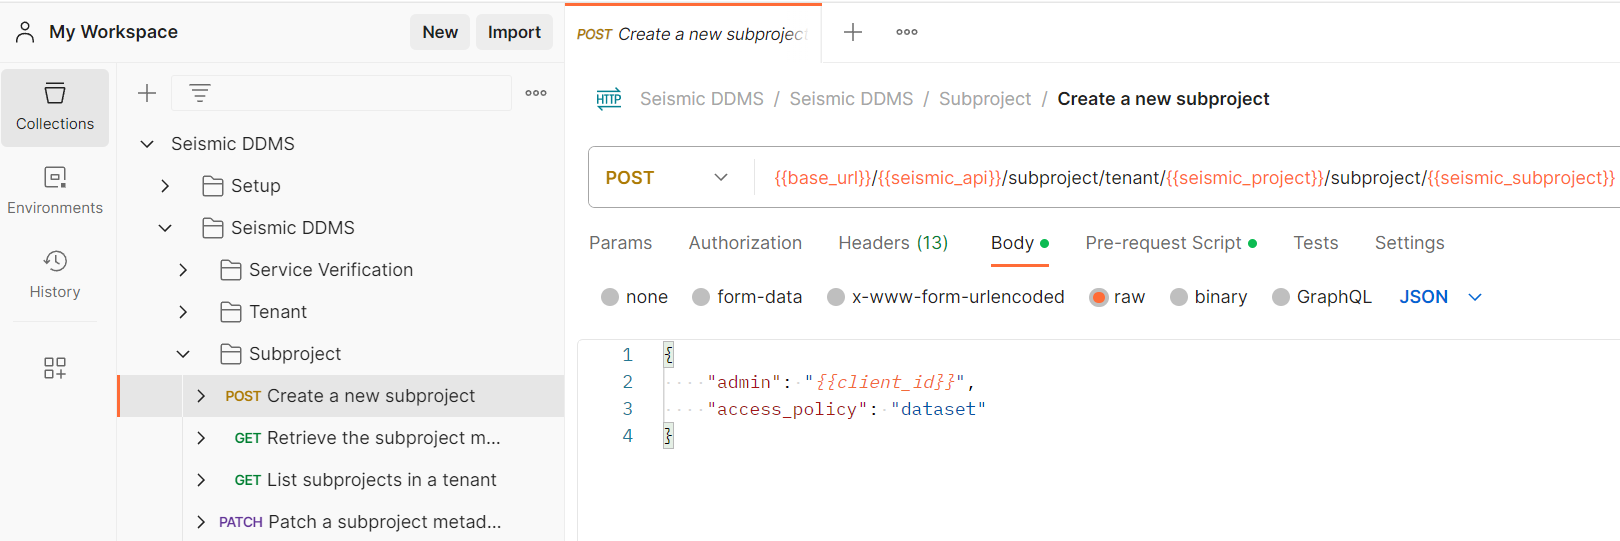 My Workspace
New
Import
POST Create a new subproject
Collections
Environments
History
Seismic DDMS
Setup
Seismic DDMS
Service Verification
Tenant
Subproject
POST Create a new subproject
GET Retrieve the subproject m...
GET List subprojects in a tenant
PATCH Patch a subproject metad...
HTTP Seismic DDMS / Seismic DDMS / Subproject / Create a new subproject
POST {{base_url}}/{{seismic_api}}/subproject/tenant/{{seismic_project}}/subproject/{{seismic_subproject}}
Params Authorization Headers (13) Body Pre-request Script Tests Settings
none form-data x-www-form-urlencoded raw binary GraphQL JSON
1 {
2 "admin": "{{client_id}}",
3 "access_policy": "dataset"
4 }